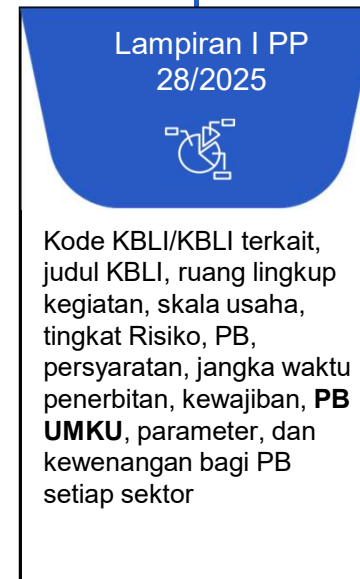 Lampiran I PP
28/2025
Kode KBLI/KBLI terkait,
judul KBLI, ruang lingkup
kegiatan, skala usaha,
tingkat Risiko, PB,
persyaratan, jangka waktu
penerbitan, kewajiban, PB
UMKU, parameter, dan
kewenangan bagi PB
setiap sektor